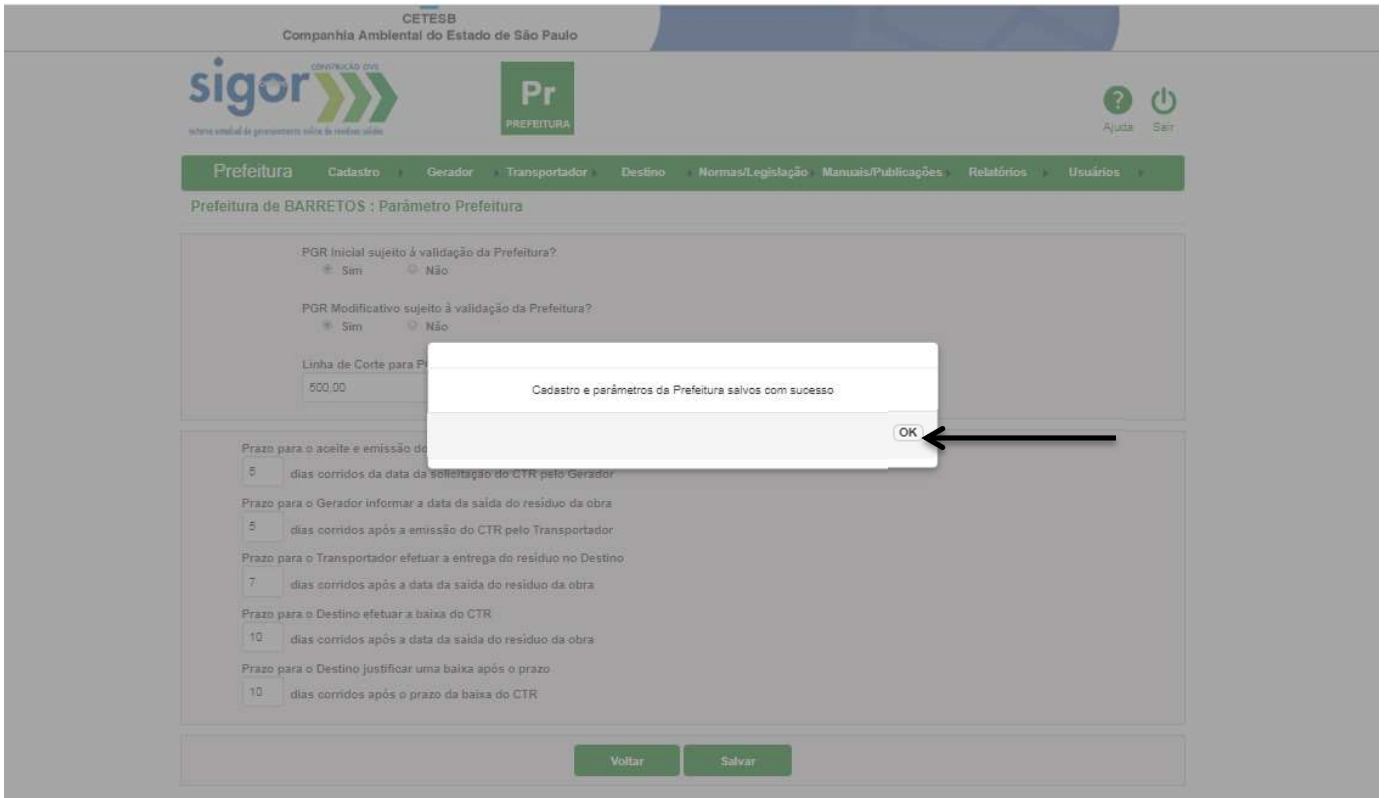 CETESB
Companhia Ambiental do Estado de São Paulo
CONSTRUÇÃO CIVIL
sigor
Pr
PREFEITURA
Ajuda Sair
Prefeitura Cadastro Gerador Transportador Destino Normas/Legislação Manuais/Publicações Relatórios Usuários
Prefeitura de BARRETOS : Parâmetro Prefeitura
PGR Inicial sujeito à validação da Prefeitura?
Sim Não
PGR Modificativo sujeito à validação da Prefeitura?
Sim Não
Linha de Corte para
500,00
Cadastro e parâmetros da Prefeitura salvos com sucesso
OK
Prazo para o aceite e emissão do
5 dias corridos da data da solicitação do CTR pelo Gerador
Prazo para o Gerador informar a data da saída do resíduo da obra
5 dias corridos após a emissão do CTR pelo Transportador
Prazo para o Transportador efetuar a entrega do resíduo no Destino
7 dias corridos após a data da saída do resíduo da obra
Prazo para o Destino efetuar a baixa do CTR
10 dias corridos após a data da saída do resíduo da obra
Prazo para o Destino justificar uma baixa após o prazo
10 dias corridos após o prazo da baixa do CTR
Voltar Salvar